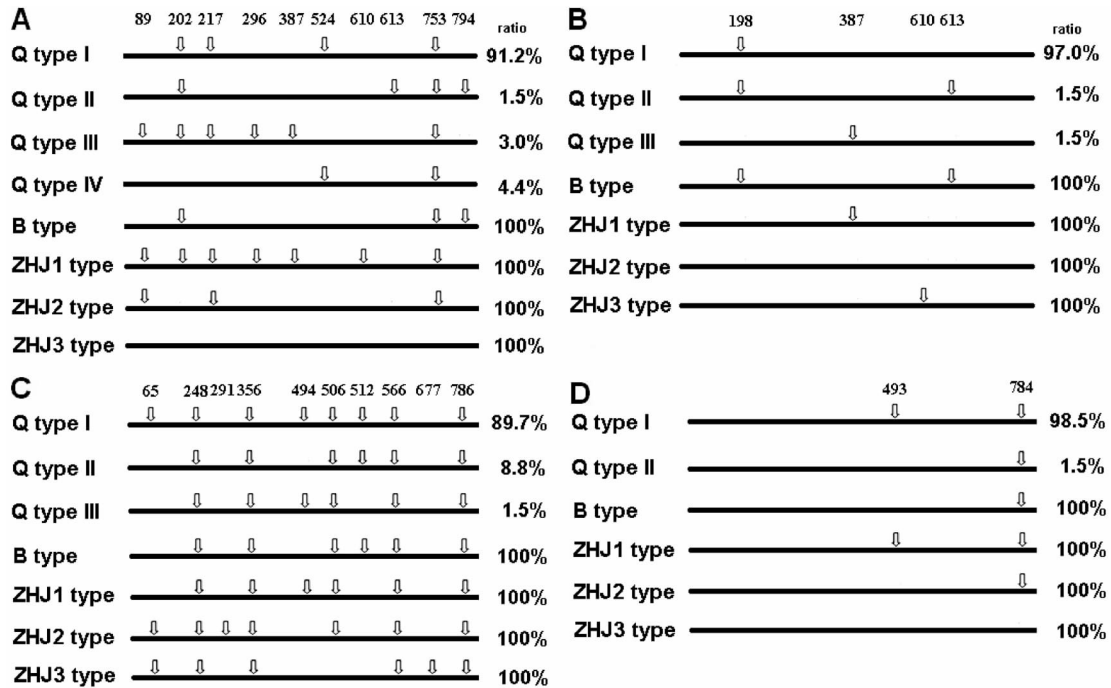 A 89 202 217 296 387 524 610 613 753 794 ratio
Q type I 91.2%
Q type II 1.5%
Q type III 3.0%
Q type IV 4.4%
B type 100%
ZHJ1 type 100%
ZHJ2 type 100%
ZHJ3 type 100%
B 198 387 610 613 ratio
Q type I 97.0%
Q type II 1.5%
Q type III 1.5%
B type 100%
ZHJ1 type 100%
ZHJ2 type 100%
ZHJ3 type 100%
C 65 248 291 356 494 506 512 566 677 786
Q type I 89.7%
Q type II 8.8%
Q type III 1.5%
B type 100%
ZHJ1 type 100%
ZHJ2 type 100%
ZHJ3 type 100%
D 493 784
Q type I 98.5%
Q type II 1.5%
B type 100%
ZHJ1 type 100%
ZHJ2 type 100%
ZHJ3 type 100%